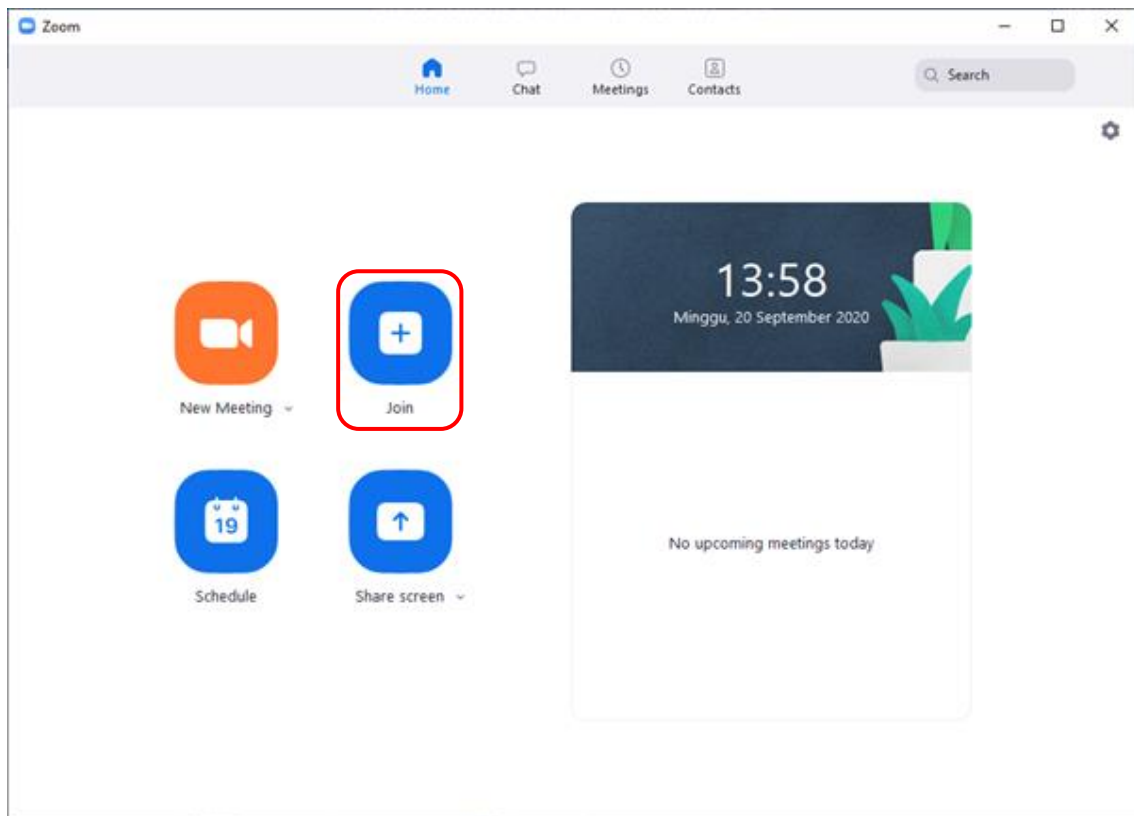 Zoom
Home
Chat
Meetings
Contacts
Search
13:58
Minggu, 20 September 2020
New Meeting
Join
19
Schedule
Share screen
No upcoming meetings today